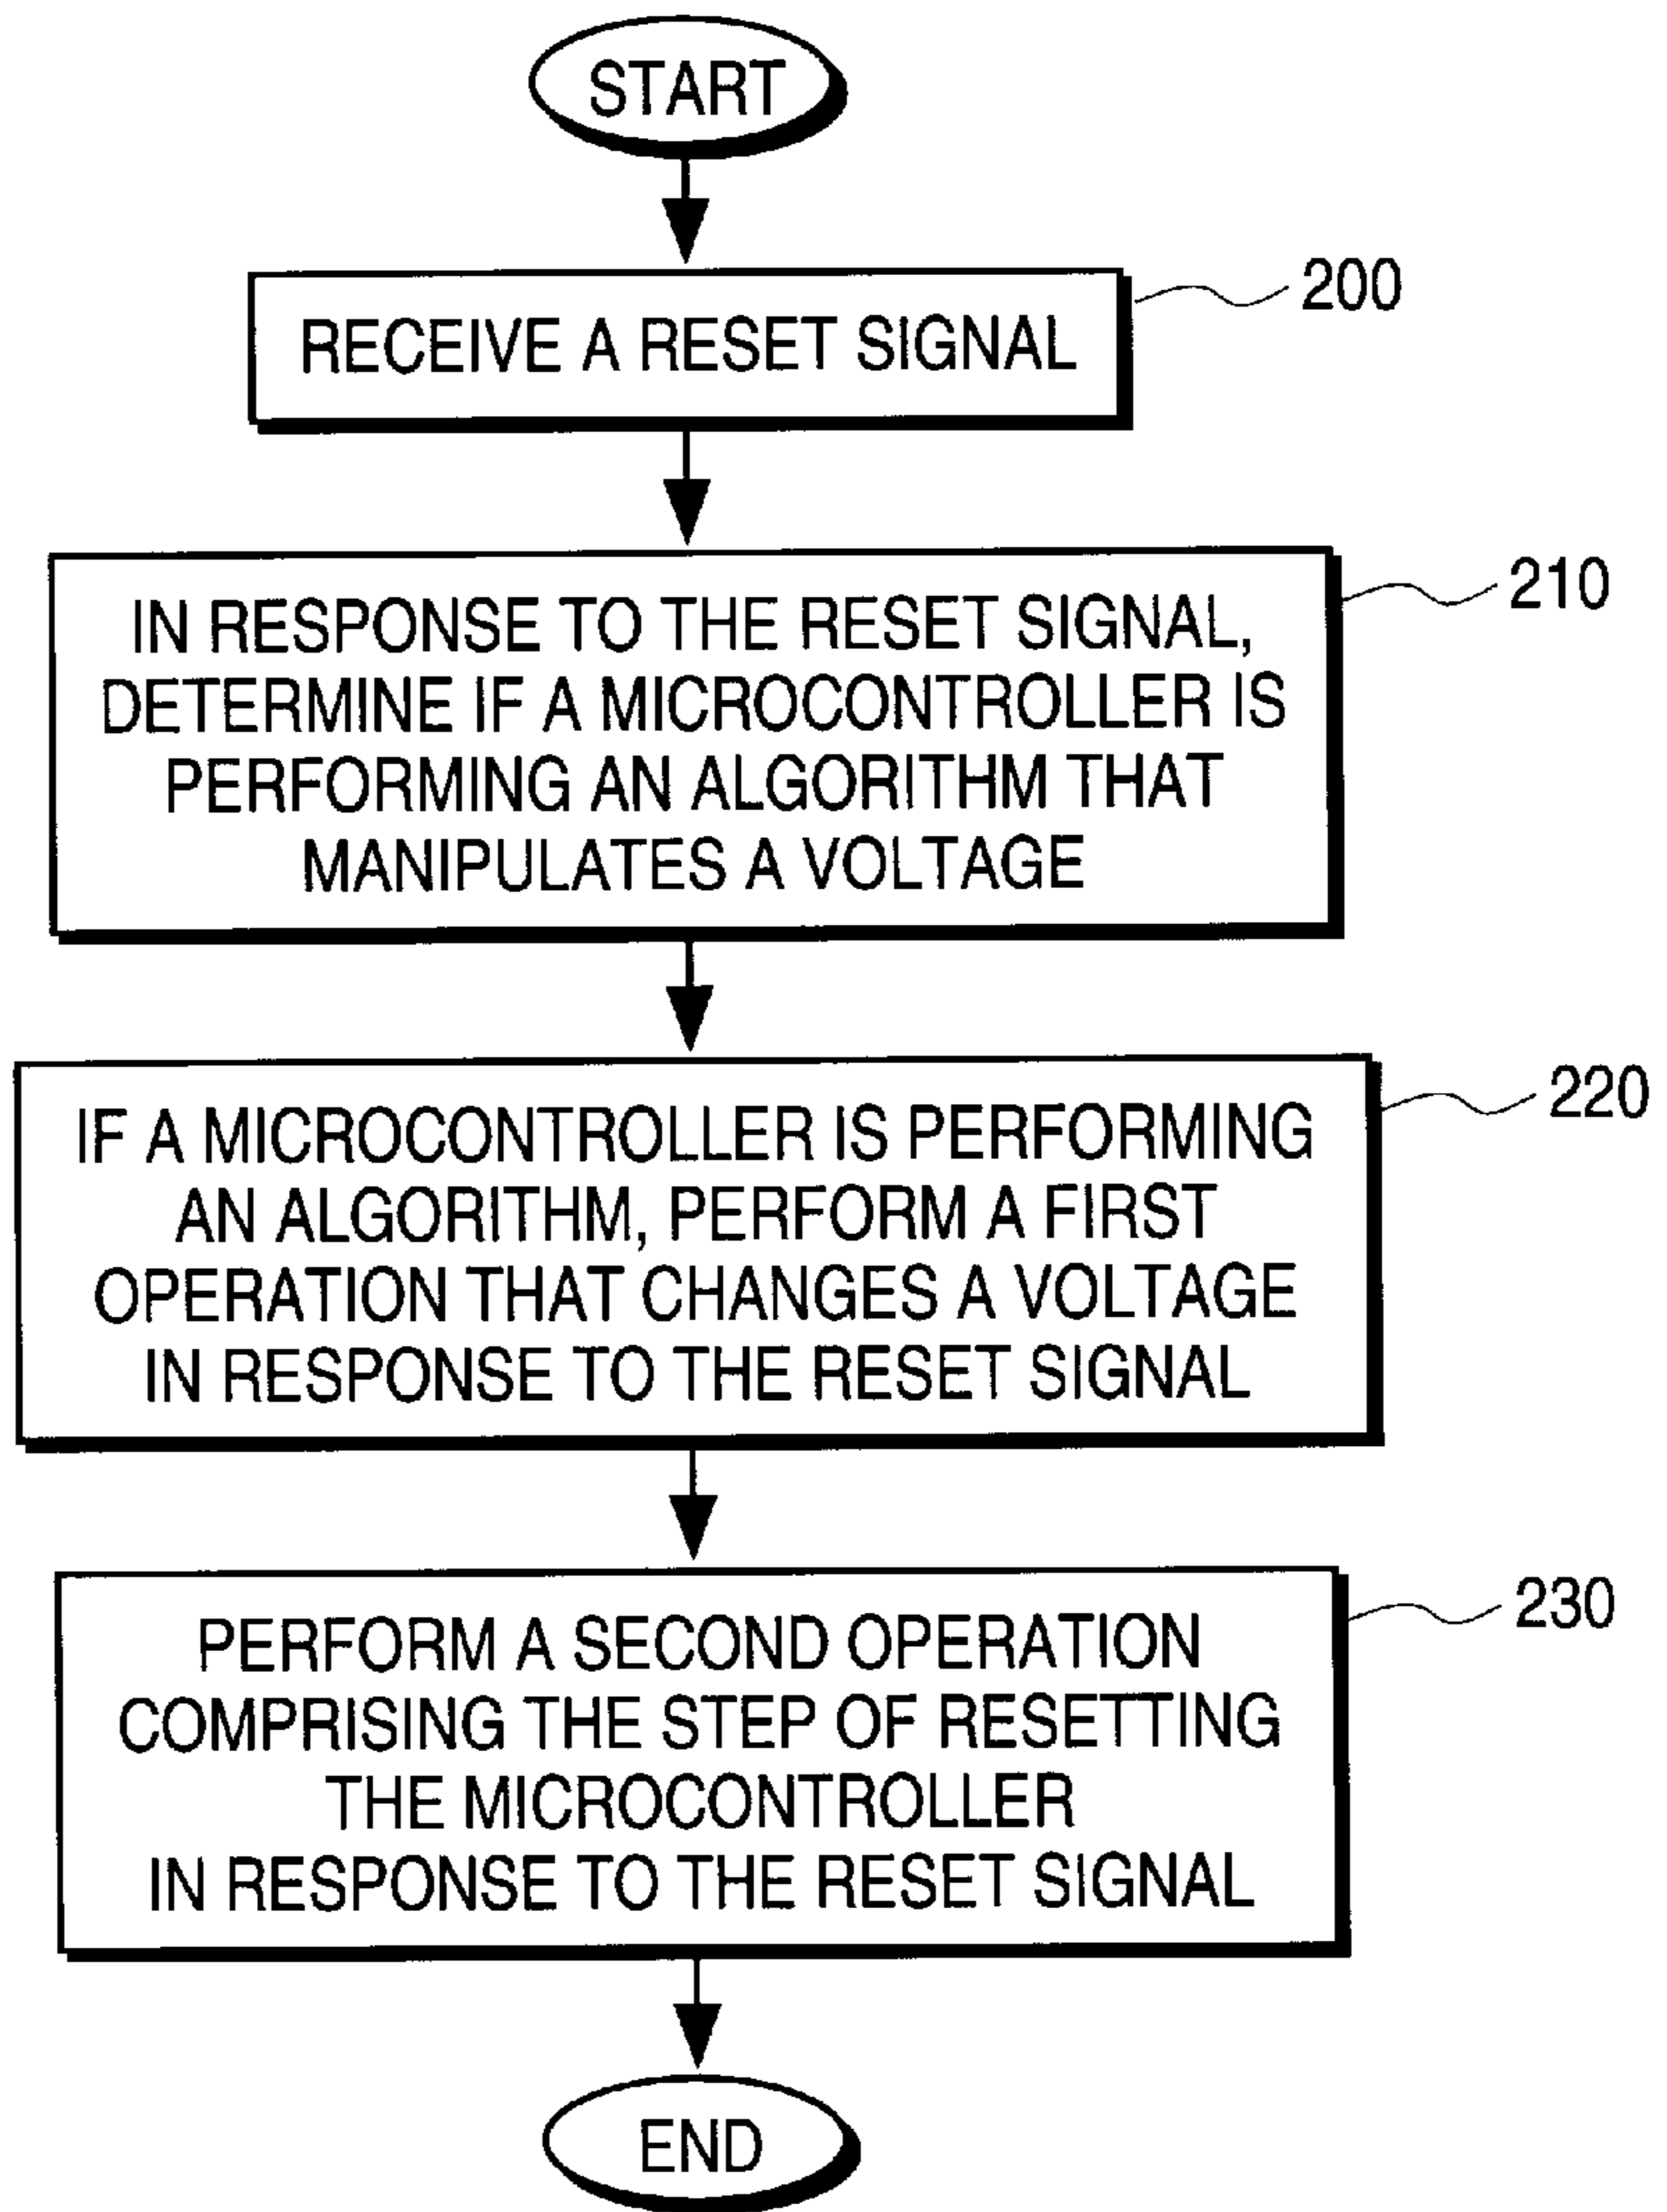 START
RECEIVE A RESET SIGNAL
200
IN RESPONSE TO THE RESET SIGNAL,
DETERMINE IF A MICROCONTROLLER IS
PERFORMING AN ALGORITHM THAT
MANIPULATES A VOLTAGE
210
IF A MICROCONTROLLER IS PERFORMING
AN ALGORITHM, PERFORM A FIRST
OPERATION THAT CHANGES A VOLTAGE
IN RESPONSE TO THE RESET SIGNAL
220
PERFORM A SECOND OPERATION
COMPRISING THE STEP OF RESETTING
THE MICROCONTROLLER
IN RESPONSE TO THE RESET SIGNAL
230
END